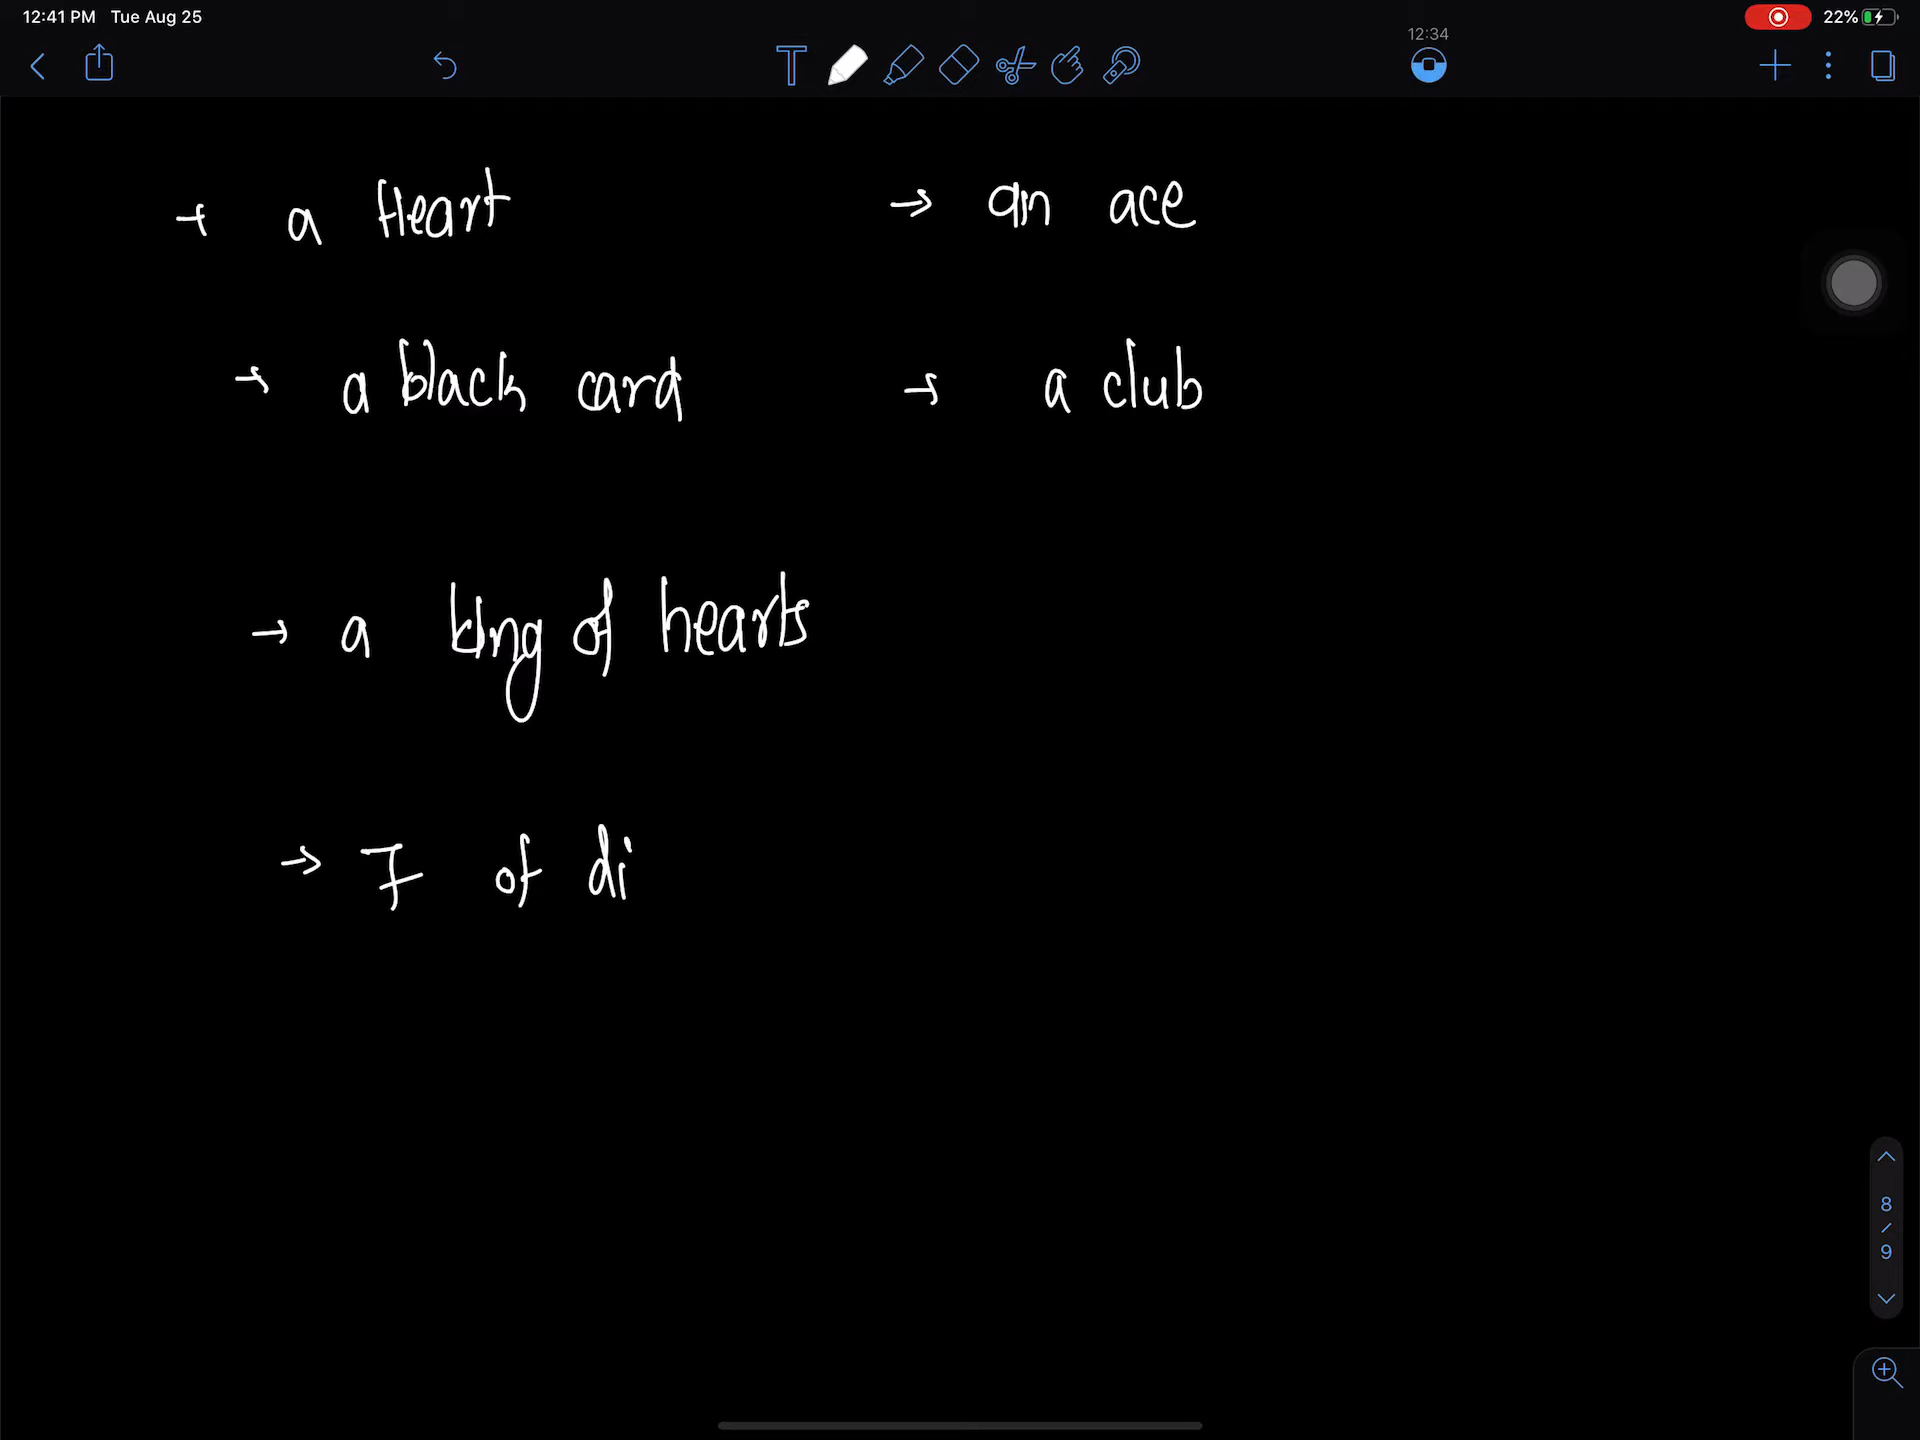 12:41 PM Tue Aug 25
22%
12:34
→ a Heart → an ace
→ a black card → a club
→ a king of hearts
→ 7 of di
8
/
9